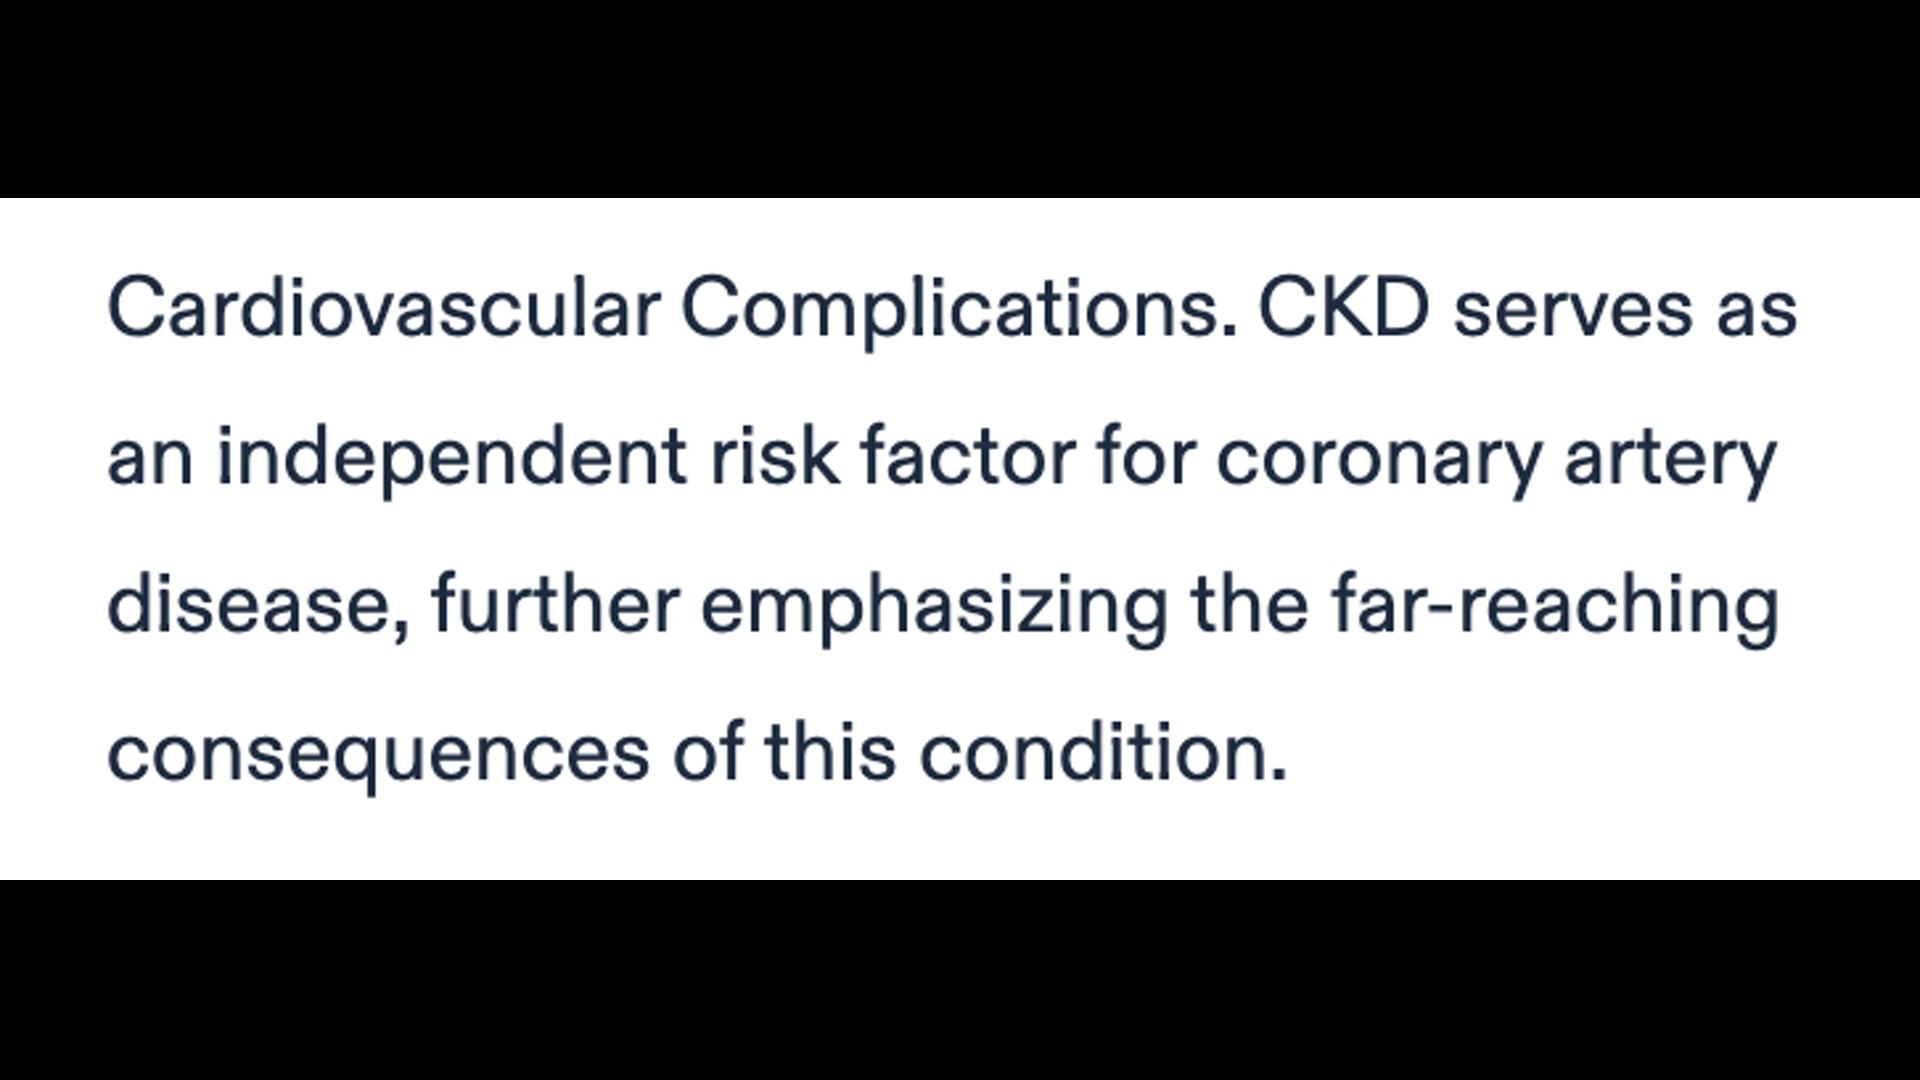 Cardiovascular Complications. CKD serves as
an independent risk factor for coronary artery
disease, further emphasizing the far-reaching
consequences of this condition.